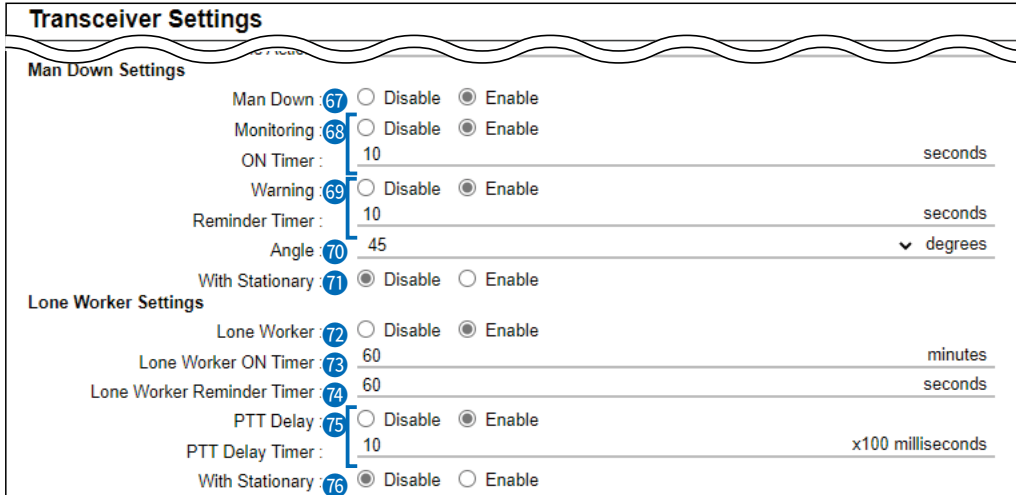 Transceiver Settings
Man Down Settings
Man Down : 67 Disable Enable
Monitoring : 68 Disable Enable
ON Timer : 10 seconds
Warning : 69 Disable Enable
Reminder Timer : 10 seconds
Angle : 70 45 degrees
With Stationary : 71 Disable Enable
Lone Worker Settings
Lone Worker : 72 Disable Enable
Lone Worker ON Timer : 73 60 minutes
Lone Worker Reminder Timer : 74 60 seconds
PTT Delay : 75 Disable Enable
PTT Delay Timer : 10 x100 milliseconds
With Stationary : 76 Disable Enable